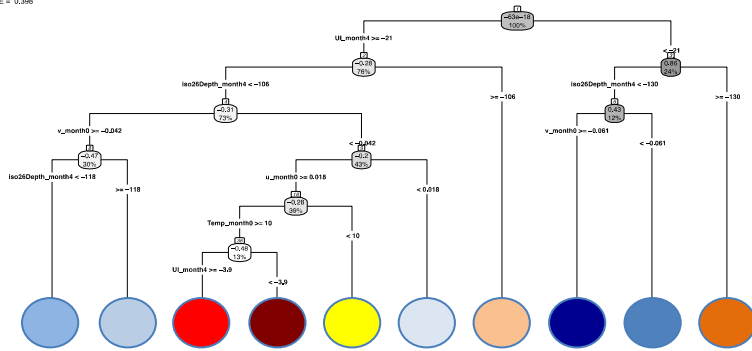 E = 0.396
1
−63e−18
100%
UI_month4 >= −21
< −21
2
−0.28
76%
3
0.86
24%
iso26Depth_month4 < −106
>= −106
iso26Depth_month4 < −130
>= −130
4
−0.31
73%
0.43
12%
v_month0 >= −0.042
< −0.042
v_month0 >= −0.061
< −0.061
−0.47
30%
−0.2
43%
iso26Depth_month4 < −118
>= −118
u_month0 >= 0.018
< 0.018
−0.28
39%
Temp_month0 >= 10
< 10
−0.48
13%
UI_month4 >= −3.9
< −3.9